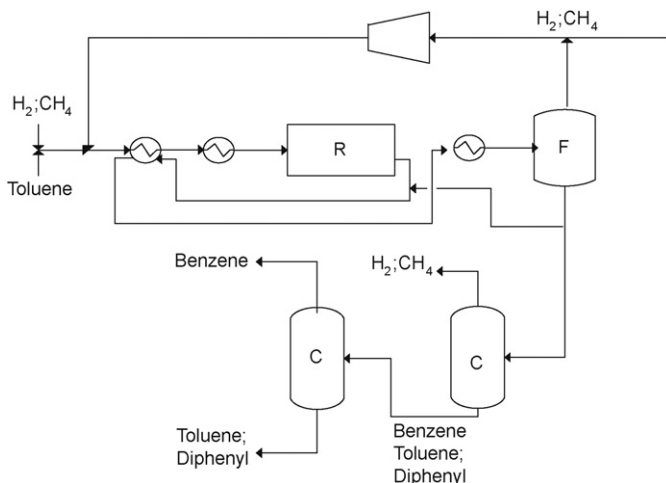 H₂;CH₄
H₂;CH₄
Toluene
R
F
Benzene
H₂;CH₄
C
C
Toluene;
Diphenyl
Benzene
Toluene;
Diphenyl